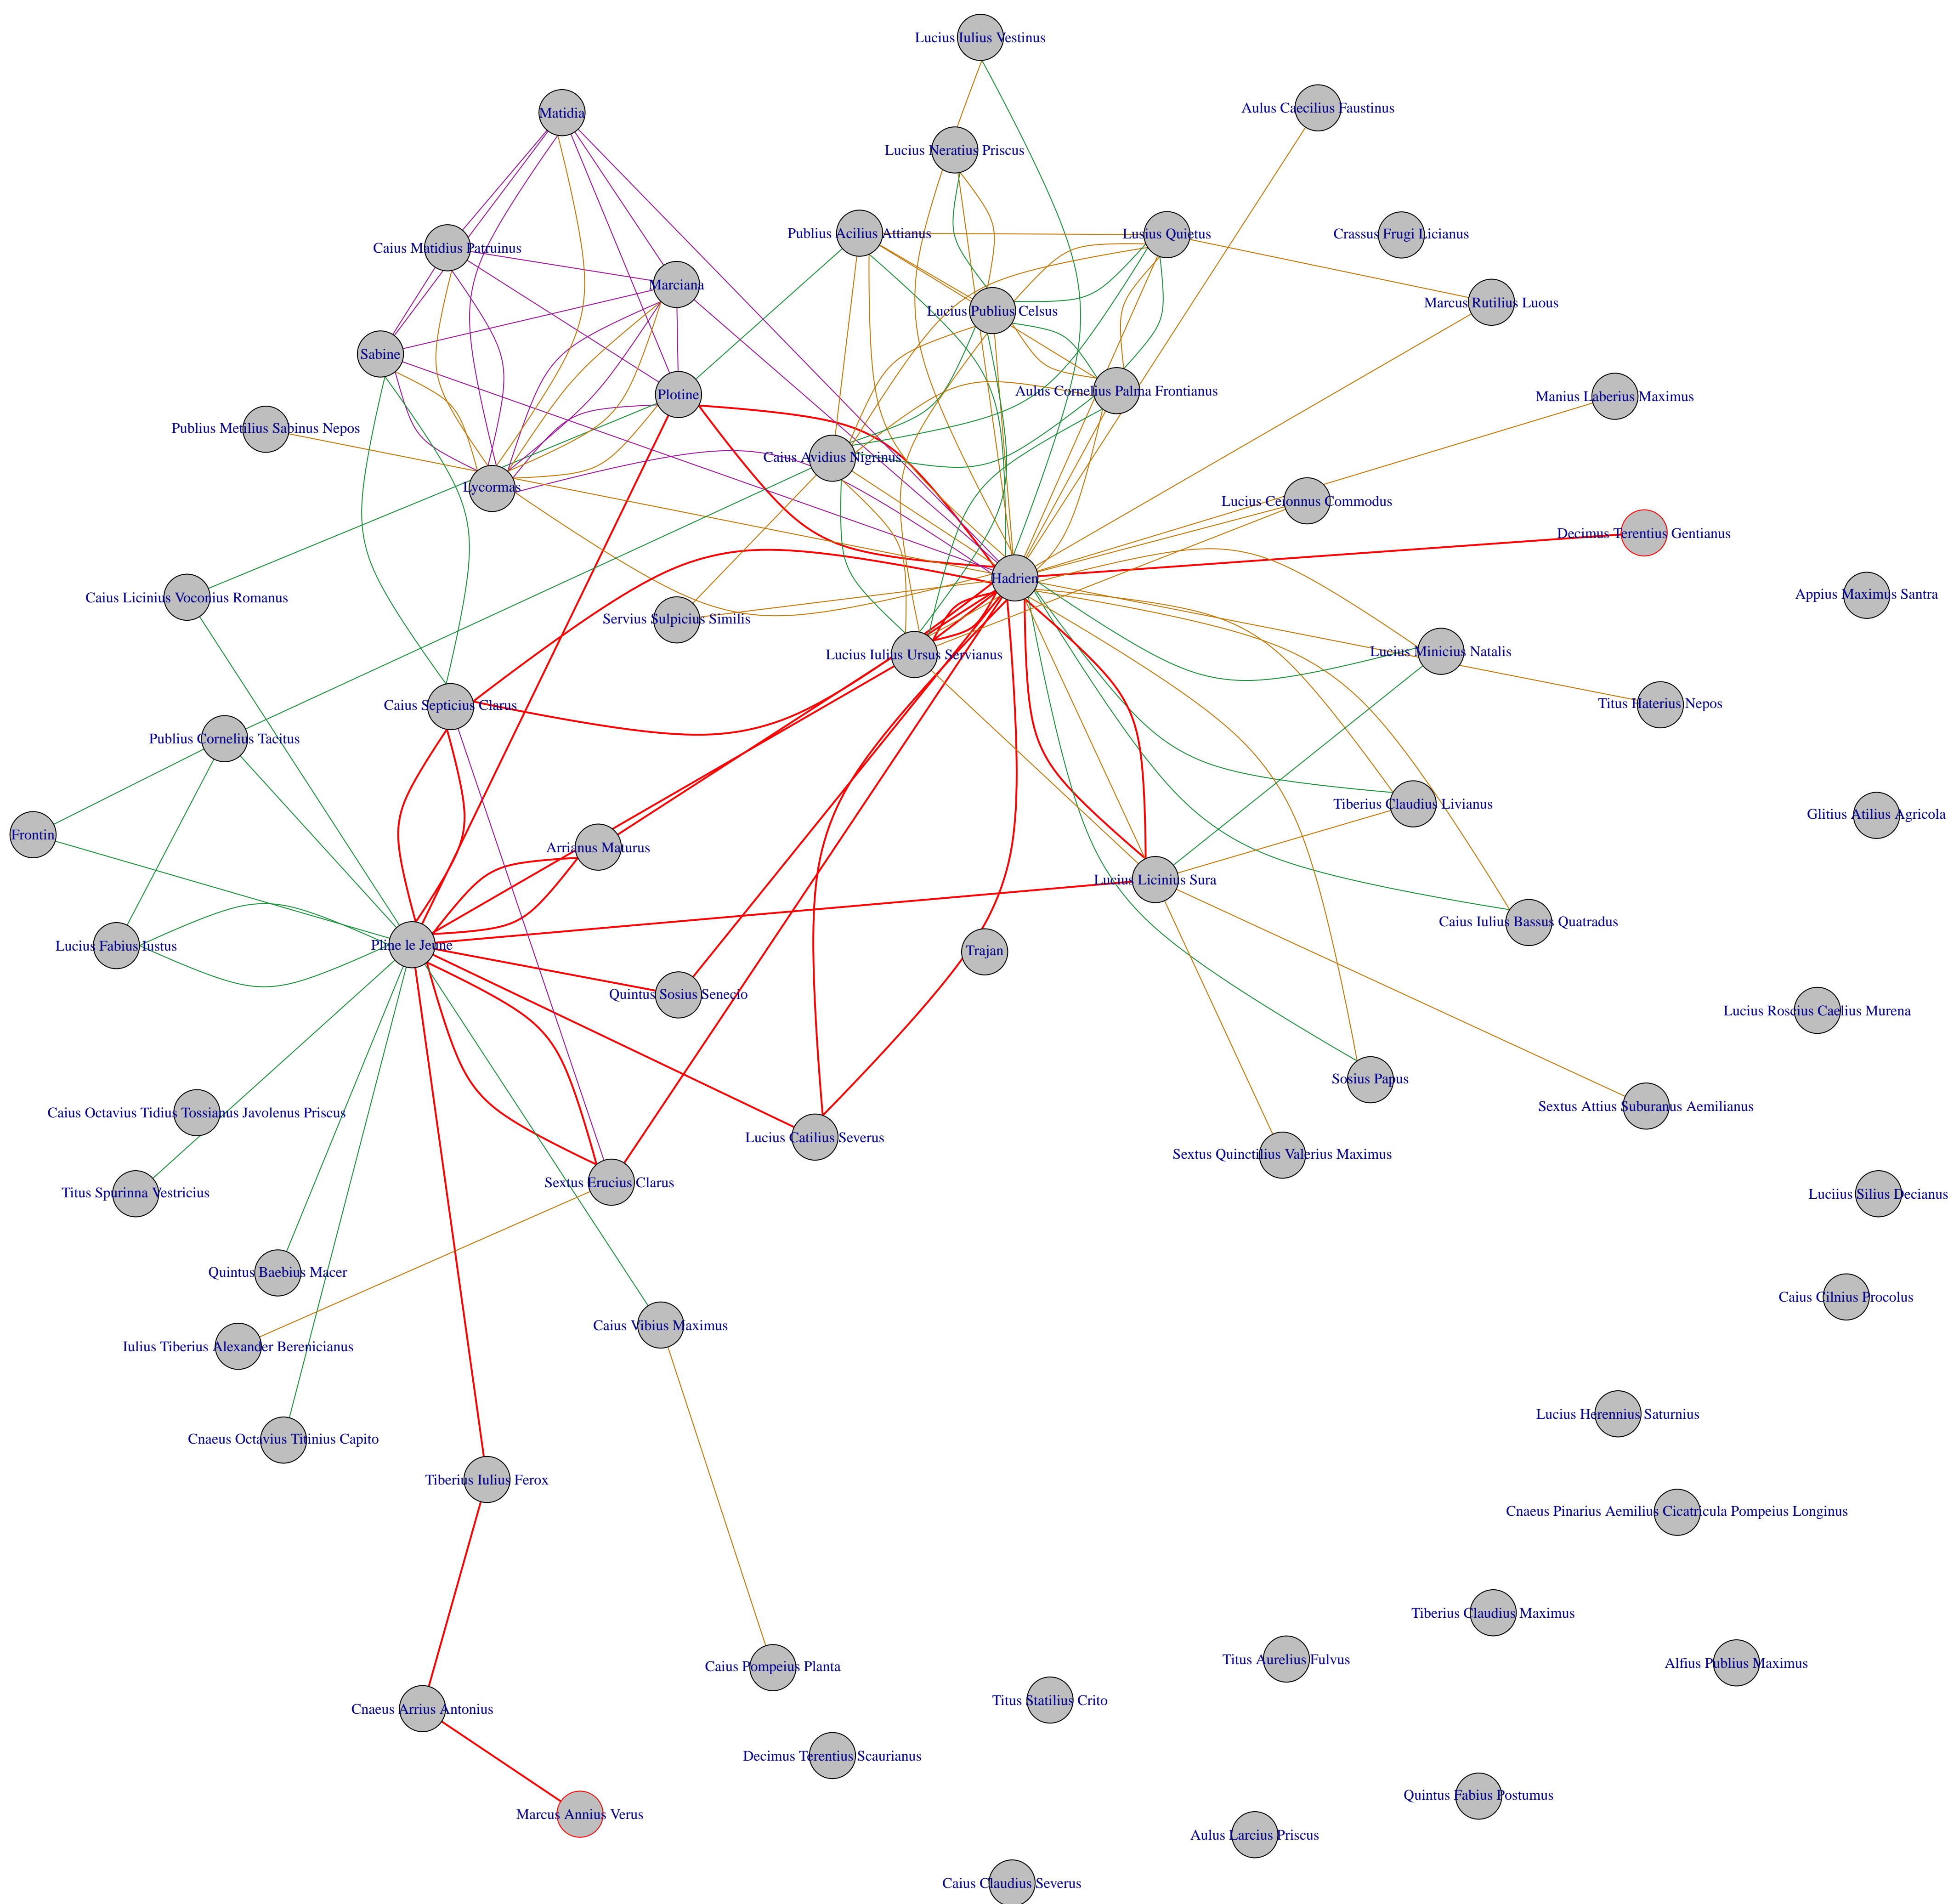 Lucius Iulius Vestinus
Aulus Caecilius Faustinus
Matidia
Lucius Neratius Priscus
Publius Acilius Attianus
Lusius Quietus
Crassus Frugi Licianus
Caius Matidius Patruinus
Marciana
Marcus Rutilius Luous
Lucius Publius Celsus
Sabine
Plotine
Aulus Cornelius Palma Frontianus
Manius Laberius Maximus
Publius Metilius Sabinus Nepos
Caius Avidius Nigrinus
Lycormas
Lucius Ceionnus Commodus
Decimus Terentius Gentianus
Hadrien
Appius Maximus Santra
Caius Licinius Voconius Romanus
Servius Sulpicius Similis
Lucius Iulius Ursus Servianus
Lucius Minicius Natalis
Caius Septicius Clarus
Titus Haterius Nepos
Publius Cornelius Tacitus
Tiberius Claudius Livianus
Glitius Atilius Agricola
Frontin
Arrianus Maturus
Lucius Licinius Sura
Caius Iulius Bassus Quatradus
Lucius Fabius Iustus
Pline le Jeune
Trajan
Quintus Sosius Senecio
Lucius Roscius Caelius Murena
Sosius Papus
Sextus Attius Suburanus Aemilianus
Caius Octavius Tidius Tossianus Javolenus Priscus
Lucius Catilius Severus
Sextus Quinctilius Valerius Maximus
Sextus Erucius Clarus
Titus Spurinna Vestricius
Luciius Silius Decianus
Quintus Baebius Macer
Caius Cilnius Procolus
Caius Vibius Maximus
Iulius Tiberius Alexander Berenicianus
Lucius Herennius Saturnius
Cnaeus Octavius Titinius Capito
Tiberius Iulius Ferox
Cnaeus Pinarius Aemilius Cicatricula Pompeius Longinus
Tiberius Claudius Maximus
Titus Aurelius Fulvus
Alfius Publius Maximus
Caius Pompeius Planta
Titus Statilius Crito
Cnaeus Arrius Antonius
Decimus Terentius Scaurianus
Quintus Fabius Postumus
Marcus Annius Verus
Aulus Larcius Priscus
Caius Claudius Severus